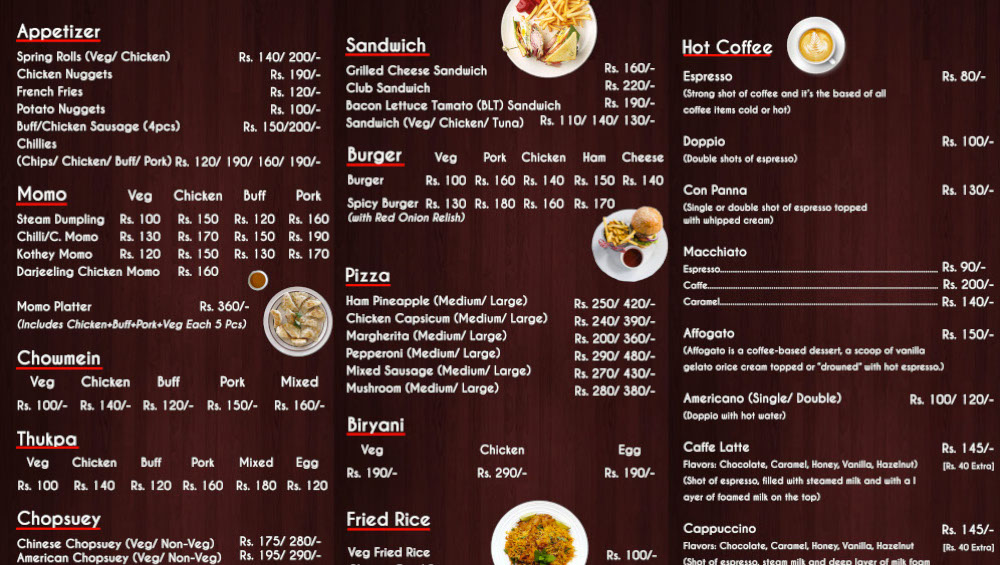 Appetizer
Spring Rolls (Veg/ Chicken) Rs. 140/ 200/-
Chicken Nuggets Rs. 190/-
French Fries Rs. 120/-
Potato Nuggets Rs. 100/-
Buff/Chicken Sausage (4pcs) Rs. 150/200/-
Chillies
(Chips/ Chicken/ Buff/ Pork) Rs. 120/ 190/ 160/ 190/-
Momo Veg Chicken Buff Pork
Steam Dumpling Rs. 100 Rs. 150 Rs. 120 Rs. 160
Chilli/C. Momo Rs. 130 Rs. 170 Rs. 150 Rs. 190
Kothey Momo Rs. 120 Rs. 150 Rs. 130 Rs. 170
Darjeeling Chicken Momo Rs. 160
Momo Platter Rs. 360/-
(Includes Chicken+Buff+Pork+Veg Each 5 Pcs)
Chowmein
Veg Chicken Buff Pork Mixed
Rs. 100/- Rs. 140/- Rs. 120/- Rs. 150/- Rs. 160/-
Thukpa
Veg Chicken Buff Pork Mixed Egg
Rs. 100 Rs. 140 Rs. 120 Rs. 160 Rs. 180 Rs. 120
Chopsuey
Chinese Chopsuey (Veg/ Non-Veg) Rs. 175/ 280/-
American Chopsuey (Veg/ Non-Veg) Rs. 195/ 290/-
Sandwich
Grilled Cheese Sandwich Rs. 160/-
Club Sandwich Rs. 220/-
Bacon Lettuce Tamato (BLT) Sandwich Rs. 190/-
Sandwich (Veg/ Chicken/ Tuna) Rs. 110/ 140/ 130/-
Burger Veg Pork Chicken Ham Cheese
Burger Rs. 100 Rs. 160 Rs. 140 Rs. 150 Rs. 140
Spicy Burger Rs. 130 Rs. 180 Rs. 160 Rs. 170
(with Red Onion Relish)
Pizza
Ham Pineapple (Medium/ Large) Rs. 250/ 420/-
Chicken Capsicum (Medium/ Large) Rs. 240/ 390/-
Margherita (Medium/ Large) Rs. 200/ 360/-
Pepperoni (Medium/ Large) Rs. 290/ 480/-
Mixed Sausage (Medium/ Large) Rs. 270/ 430/-
Mushroom (Medium/ Large) Rs. 280/ 380/-
Biryani
Veg Chicken Egg
Rs. 190/- Rs. 290/- Rs. 190/-
Fried Rice
Veg Fried Rice Rs. 100/-
Hot Coffee
Espresso Rs. 80/-
(Strong shot of coffee and it's the based of all
coffee items cold or hot)
Doppio Rs. 100/-
(Double shots of espresso)
Con Panna Rs. 130/-
(Single or double shot of espresso topped
with whipped cream)
Macchiato
Espresso Rs. 90/-
Caffe Rs. 200/-
Caramel Rs. 140/-
Affogato Rs. 150/-
(Affogato is a coffee-based dessert, a scoop of vanilla
gelato orice cream topped or "drowned" with hot espresso.)
Americano (Single/ Double) Rs. 100/ 120/-
(Doppio with hot water)
Caffe Latte Rs. 145/-
Flavors: Chocolate, Caramel, Honey, Vanilla, Hazelnut) [Rs. 40 Extra]
(Shot of espresso, filled with steamed milk and with a l
ayer of foamed milk on the top)
Cappuccino Rs. 145/-
Flavors: Chocolate, Caramel, Honey, Vanilla, Hazelnut [Rs. 40 Extra]
(Shot of espresso, steam milk and deep layer of milk foam